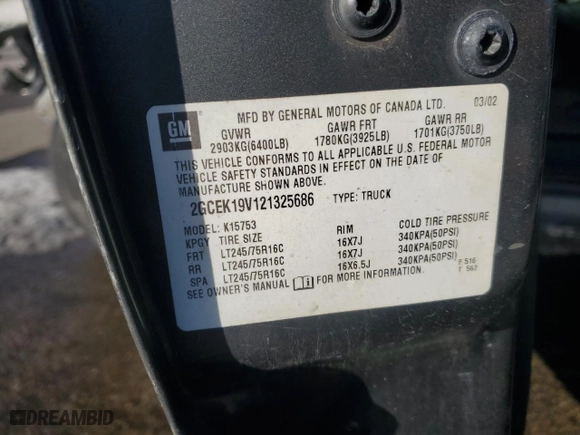 MFD BY GENERAL MOTORS OF CANADA LTD. 03/02
GM
GVWR GAWR FRT GAWR RR
2903KG(6400LB) 1780KG(3925LB) 1701KG(3750LB)
THIS VEHICLE CONFORMS TO ALL APPLICABLE U.S. FEDERAL MOTOR
VEHICLE SAFETY STANDARDS IN EFFECT ON THE DATE OF
MANUFACTURE SHOWN ABOVE.
2GCEK19V121325686 TYPE: TRUCK
MODEL: K15753
KPGY TIRE SIZE RIM COLD TIRE PRESSURE
FRT LT245/75R16C 16X7J 340KPA(50PSI)
RR LT245/75R16C 16X7J 340KPA(50PSI)
SPA LT245/75R16C 16X6.5J 340KPA(50PSI)
SEE OWNER'S MANUAL FOR MORE INFORMATION.
P 516
T 562
DREAMBID